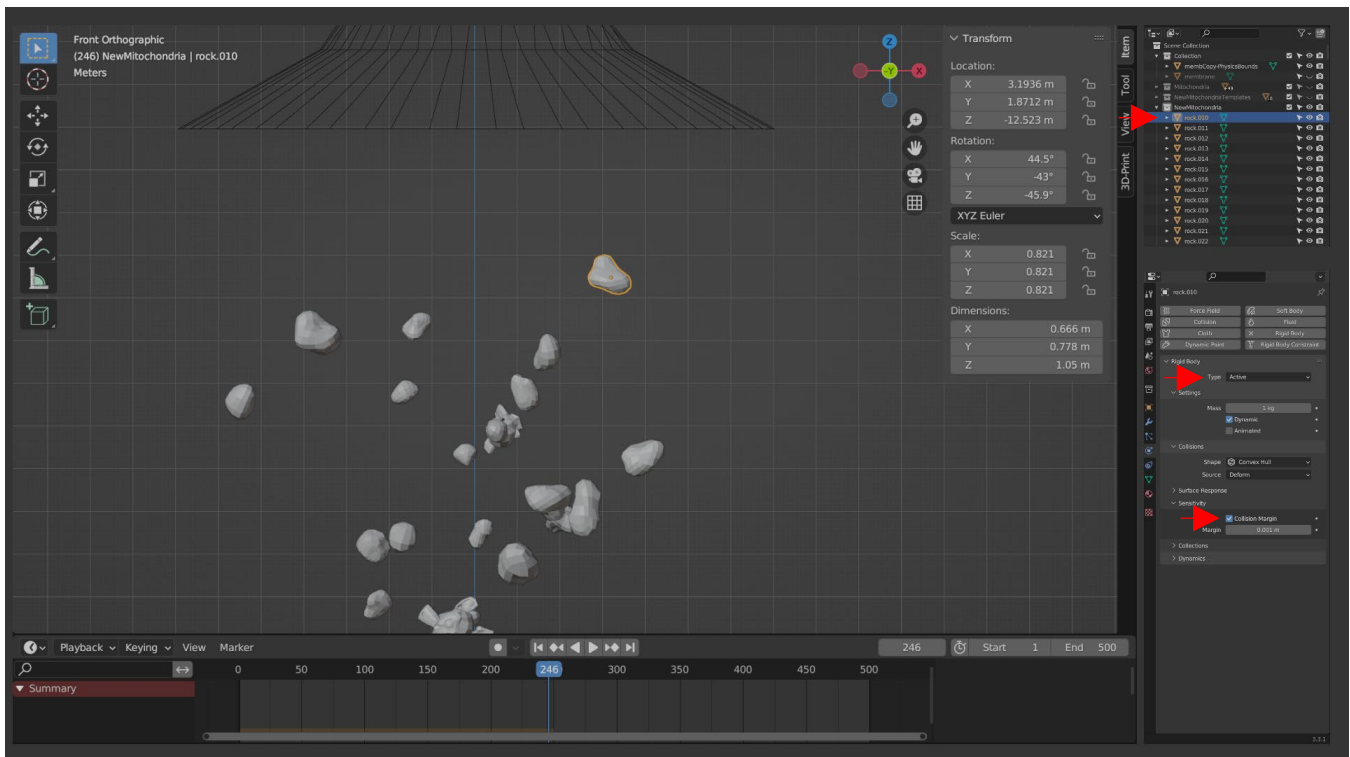 Front Orthographic
(246) NewMitochondria | rock.010
Meters
Z
-Y
X
Transform
Location:
X 3.1936 m
Y 1.8712 m
Z -12.523 m
Rotation:
X 44.5°
Y -43°
Z -45.9°
XYZ Euler
Scale:
X 0.821
Y 0.821
Z 0.821
Dimensions:
X 0.666 m
Y 0.778 m
Z 1.05 m
Item
Tool
View
3D-Print
Scene Collection
Collection
membCopy-PhysicsBounds
membrane
Mitochondria
NewMitochondriaTemplates
NewMitochondria
rock.010
rock.011
rock.012
rock.013
rock.014
rock.015
rock.016
rock.017
rock.018
rock.019
rock.020
rock.021
rock.022
rock.010
Force Field Soft Body
Collision Fluid
Cloth Rigid Body
Dynamic Paint Rigid Body Constraint
Rigid Body
Type Active
Settings
Mass 1 kg
Dynamic
Animated
Collisions
Shape Convex Hull
Source Deform
Surface Response
Sensitivity
Collision Margin
Margin 0.001 m
Collections
Dynamics
Playback Keying View Marker 246 Start 1 End 500
0 50 100 150 200 246 300 350 400 450 500
Summary
3.3.1